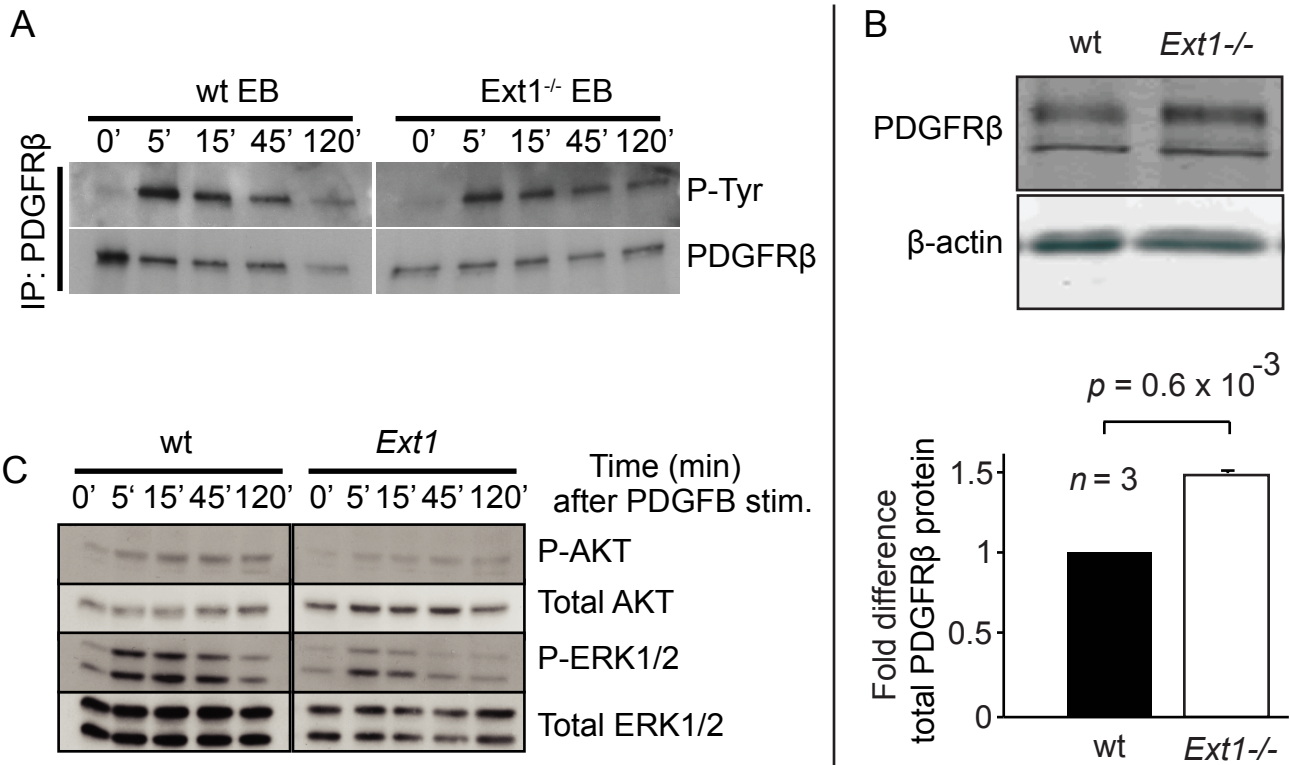 A
wt EB
Ext1-/- EB
0’ 5’ 15’ 45’ 120’ 0’ 5’ 15’ 45’ 120’
IP: PDGFRβ
P-Tyr
PDGFRβ
B
wt Ext1-/-
PDGFRβ
β-actin
p = 0.6 x 10-3
n = 3
Fold difference
total PDGFRβ protein
1.5
1
0.5
0
wt Ext1-/-
C
wt Ext1
0’ 5‘ 15’ 45’ 120’ 0’ 5’ 15’ 45’ 120’
Time (min)
after PDGFB stim.
P-AKT
Total AKT
P-ERK1/2
Total ERK1/2